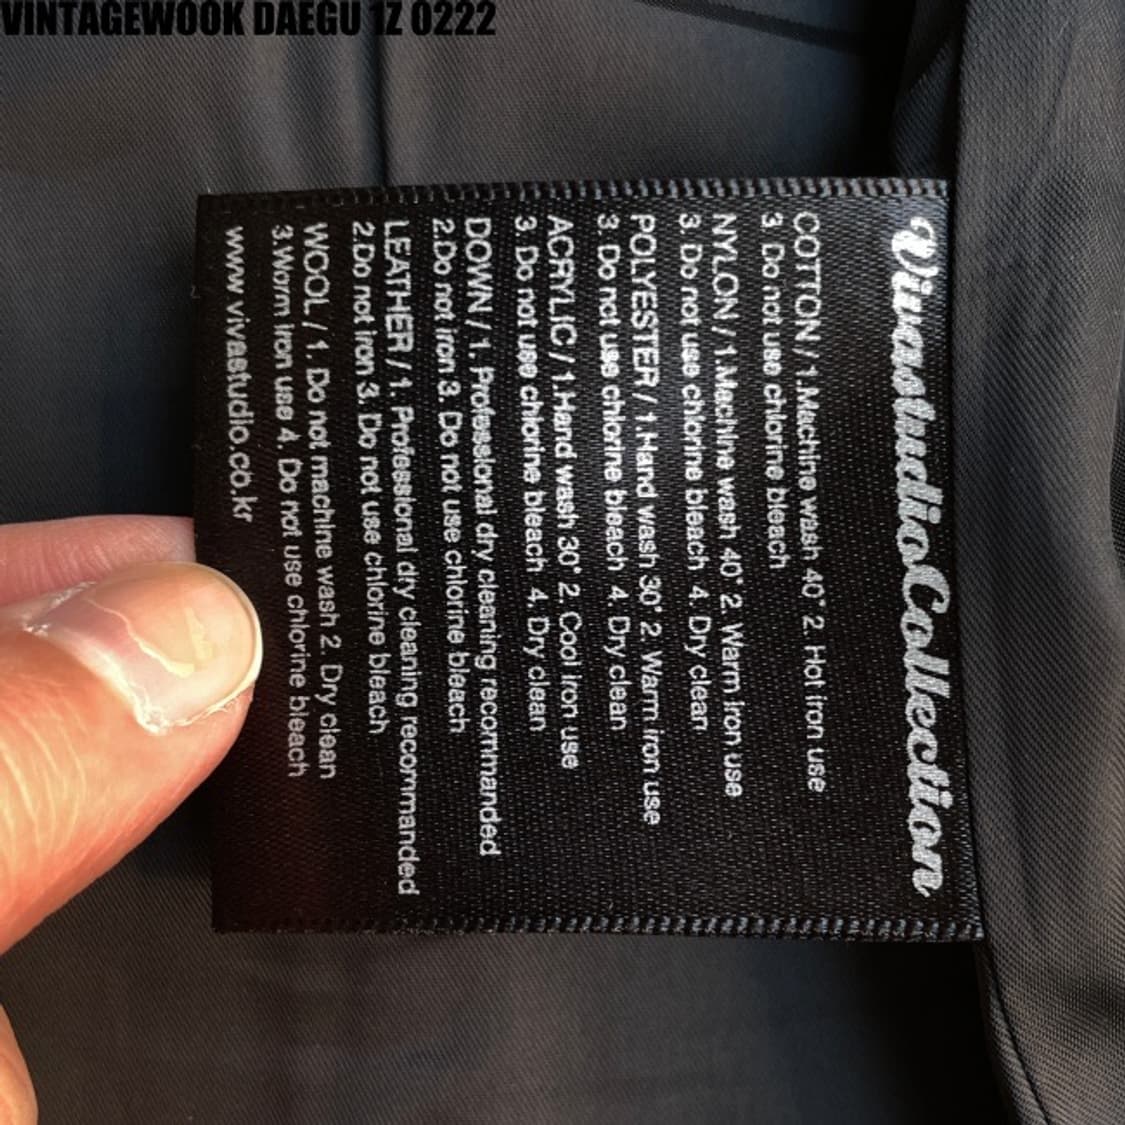 VINTAGEWOOK DAEGU 1Z 0222
VivastudioCollection
COTTON / 1.Machine wash 40° 2. Hot iron use
3. Do not use chlorine bleach
NYLON / 1.Machine wash 40° 2. Warm iron use
3. Do not use chlorine bleach 4. Dry clean
POLYESTER / 1.Hand wash 30° 2. Warm iron use
3. Do not use chlorine bleach 4. Dry clean
ACRYLIC / 1.Hand wash 30° 2. Cool iron use
3. Do not use chlorine bleach 4. Dry clean
DOWN / 1. Professional dry cleaning recommanded
2.Do not iron 3. Do not use chlorine bleach
LEATHER / 1. Professional dry cleaning recommanded
2.Do not iron 3. Do not use chlorine bleach
WOOL / 1. Do not machine wash 2. Dry clean
3.Warm iron use 4. Do not use chlorine bleach
www.vivastudio.co.kr